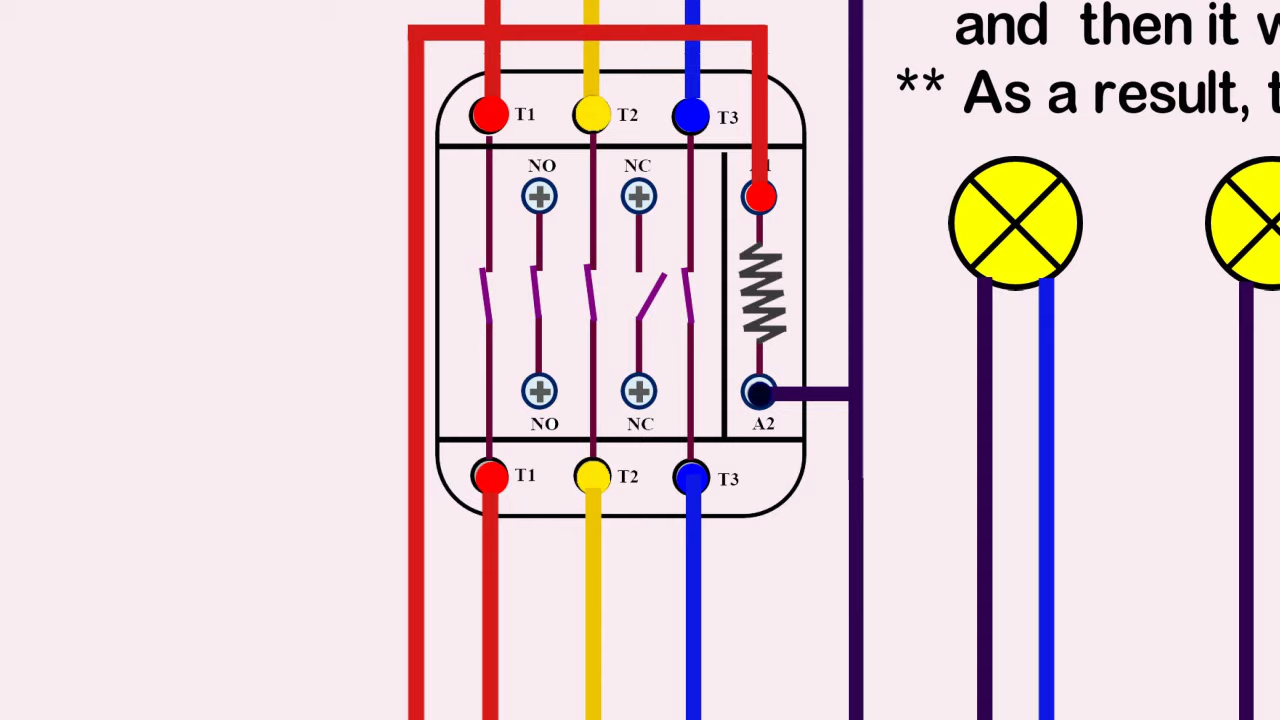 and then it
** As a result,
T1 T2 T3
NO NC
NO NC A2
T1 T2 T3